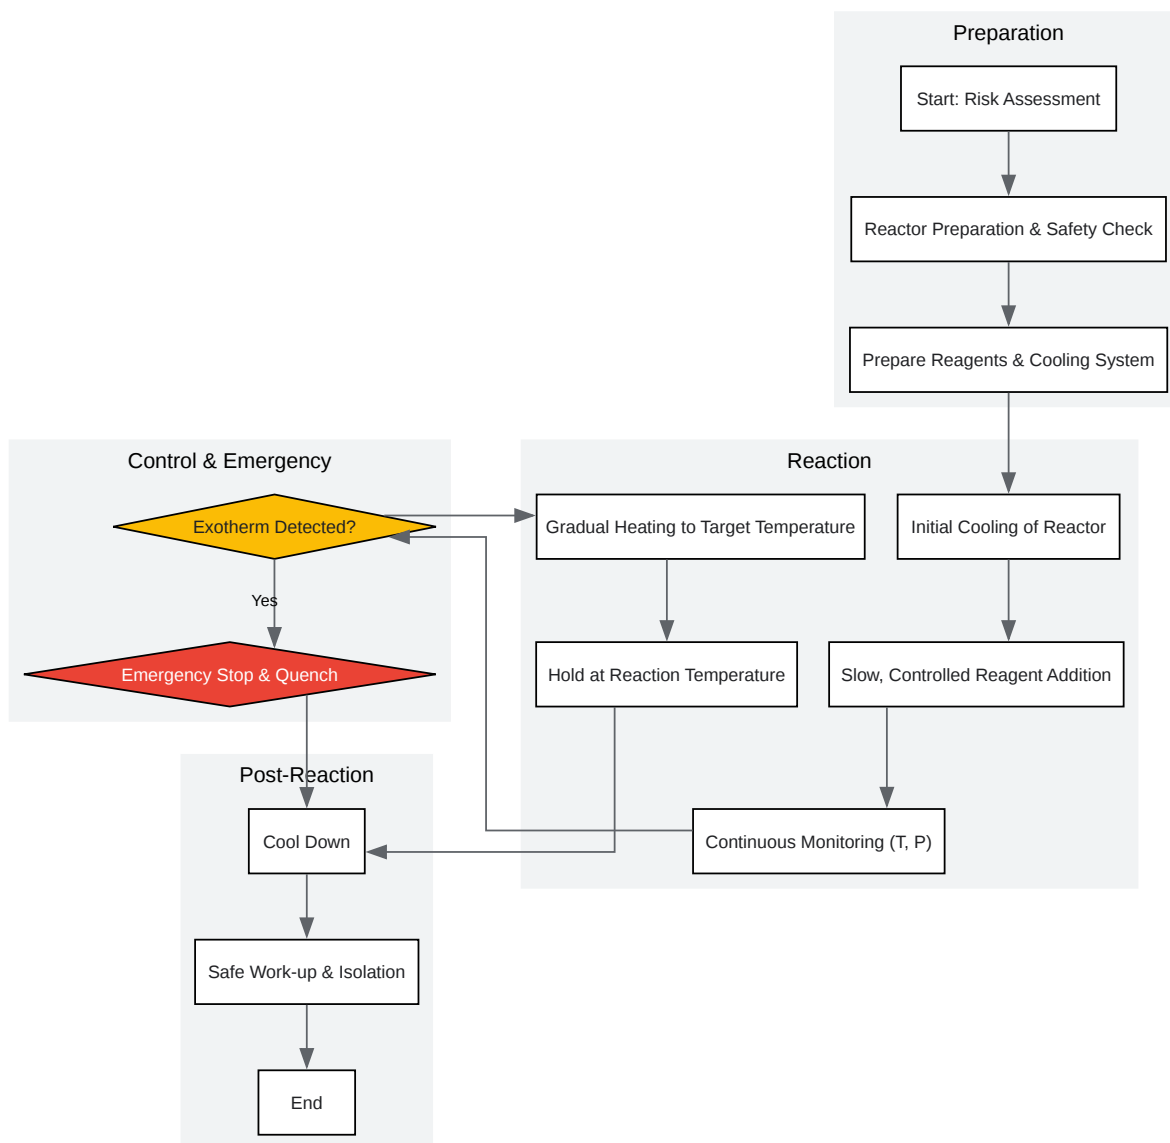 Preparation
Start: Risk Assessment
Reactor Preparation & Safety Check
Prepare Reagents & Cooling System
Control & Emergency
Exotherm Detected?
Yes
Emergency Stop & Quench
Reaction
Gradual Heating to Target Temperature
Initial Cooling of Reactor
Hold at Reaction Temperature
Slow, Controlled Reagent Addition
Continuous Monitoring (T, P)
Post-Reaction
Cool Down
Safe Work-up & Isolation
End